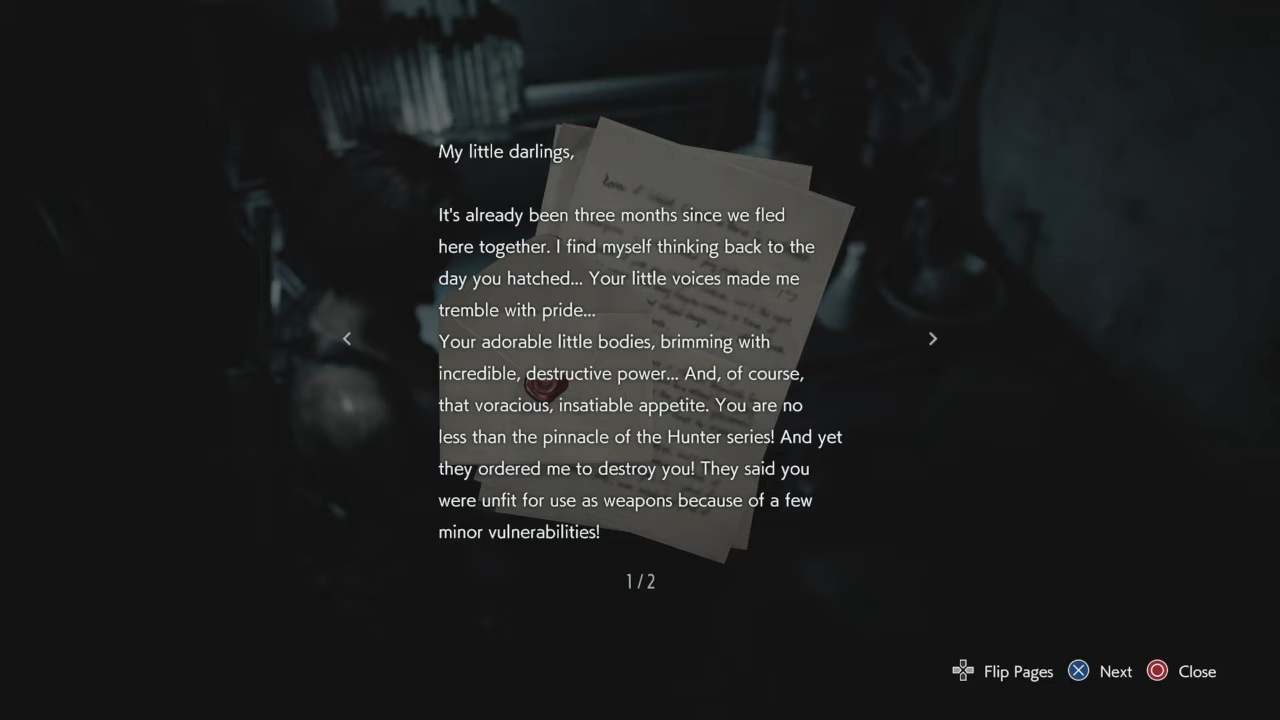 My little darlings,
It's already been three months since we fled
here together. I find myself thinking back to the
day you hatched... Your little voices made me
tremble with pride...
Your adorable little bodies, brimming with
incredible, destructive power... And, of course,
that voracious, insatiable appetite. You are no
less than the pinnacle of the Hunter series! And yet
they ordered me to destroy you! They said you
were unfit for use as weapons because of a few
minor vulnerabilities!
1 / 2
Flip Pages Next Close